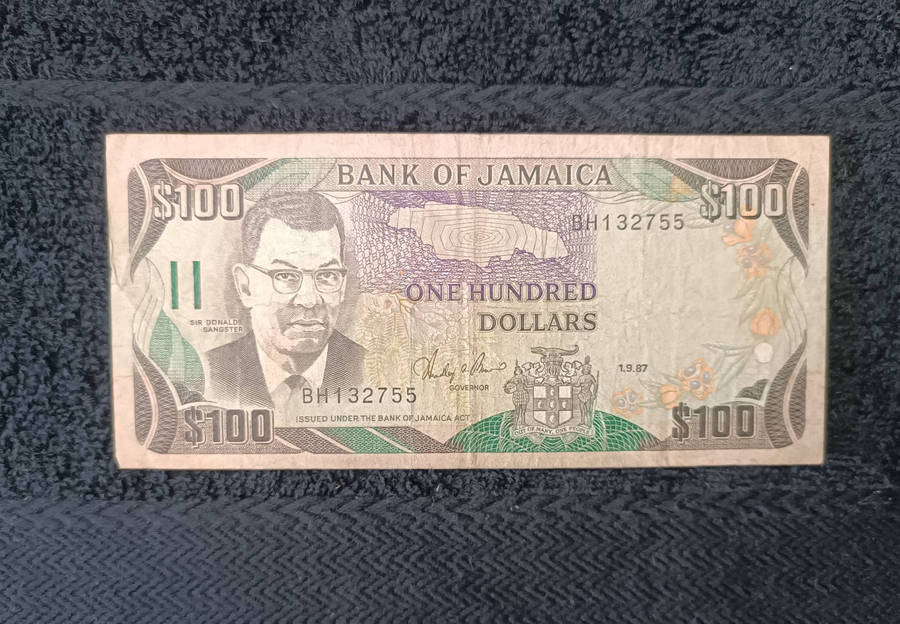 BANK OF JAMAICA
$100
$100
BH132755
ONE HUNDRED
DOLLARS
SIR DONALD
SANGSTER
1.9.87
GOVERNOR
BH132755
ISSUED UNDER THE BANK OF JAMAICA ACT
OUT OF MANY, ONE PEOPLE
$100
$100